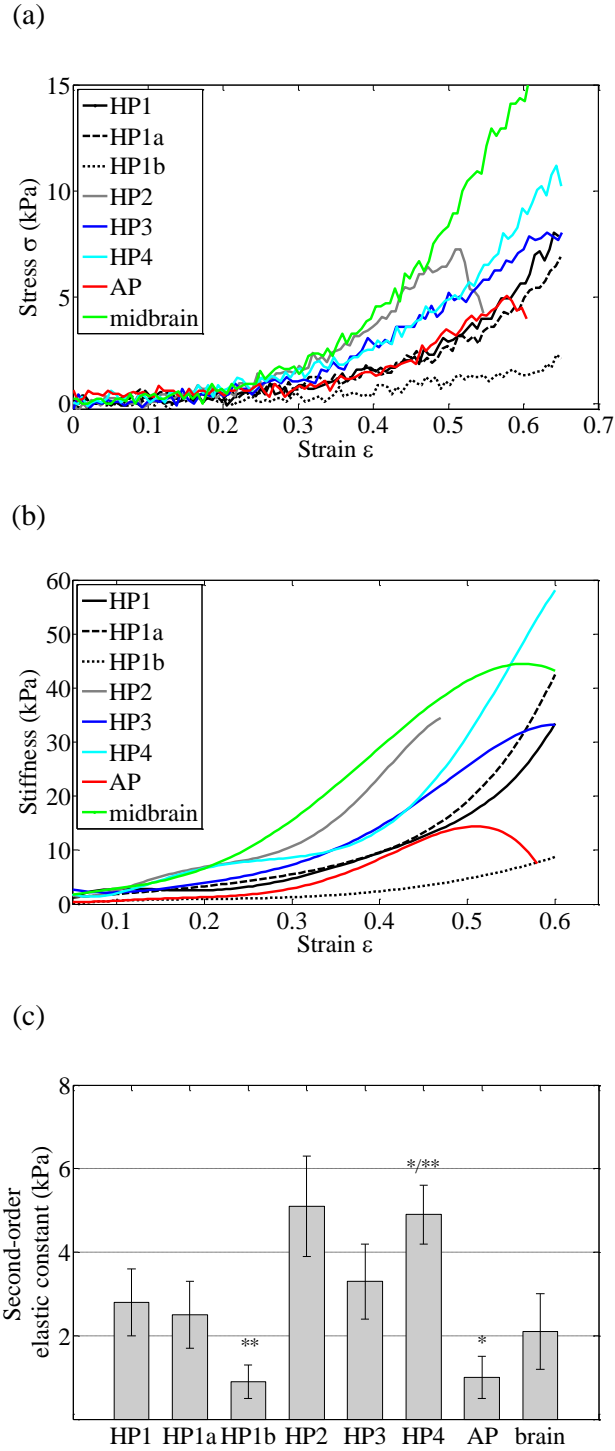 (a)
15
10
5
0
Stress σ (kPa)
HP1
HP1a
HP1b
HP2
HP3
HP4
AP
midbrain
0 0.1 0.2 0.3 0.4 0.5 0.6 0.7
Strain ε
(b)
60
50
40
30
20
10
0
Stiffness (kPa)
HP1
HP1a
HP1b
HP2
HP3
HP4
AP
midbrain
0.1 0.2 0.3 0.4 0.5 0.6
Strain ε
(c)
8
6
4
2
Second-order
elastic constant (kPa)
**
*/**
*
HP1 HP1a HP1b HP2 HP3 HP4 AP brain